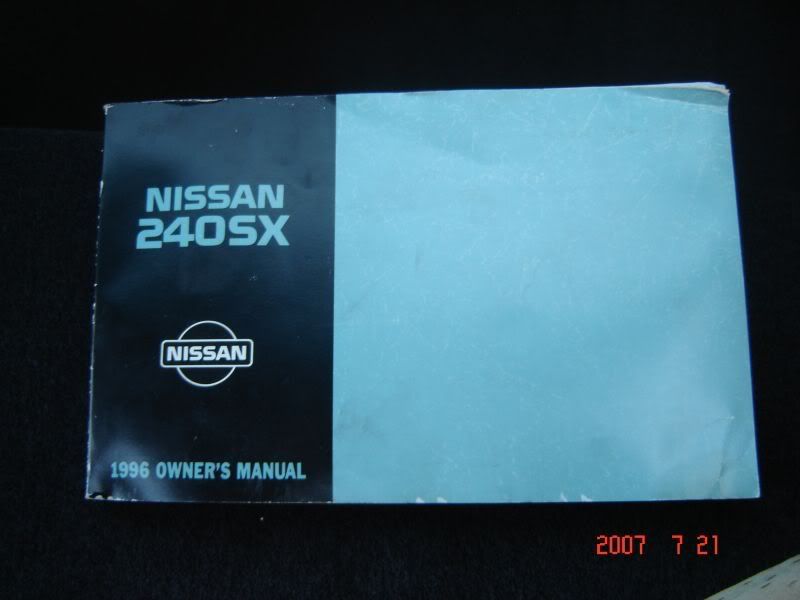 NISSAN
240SX
NISSAN
1996 OWNER'S MANUAL
2007 7 21